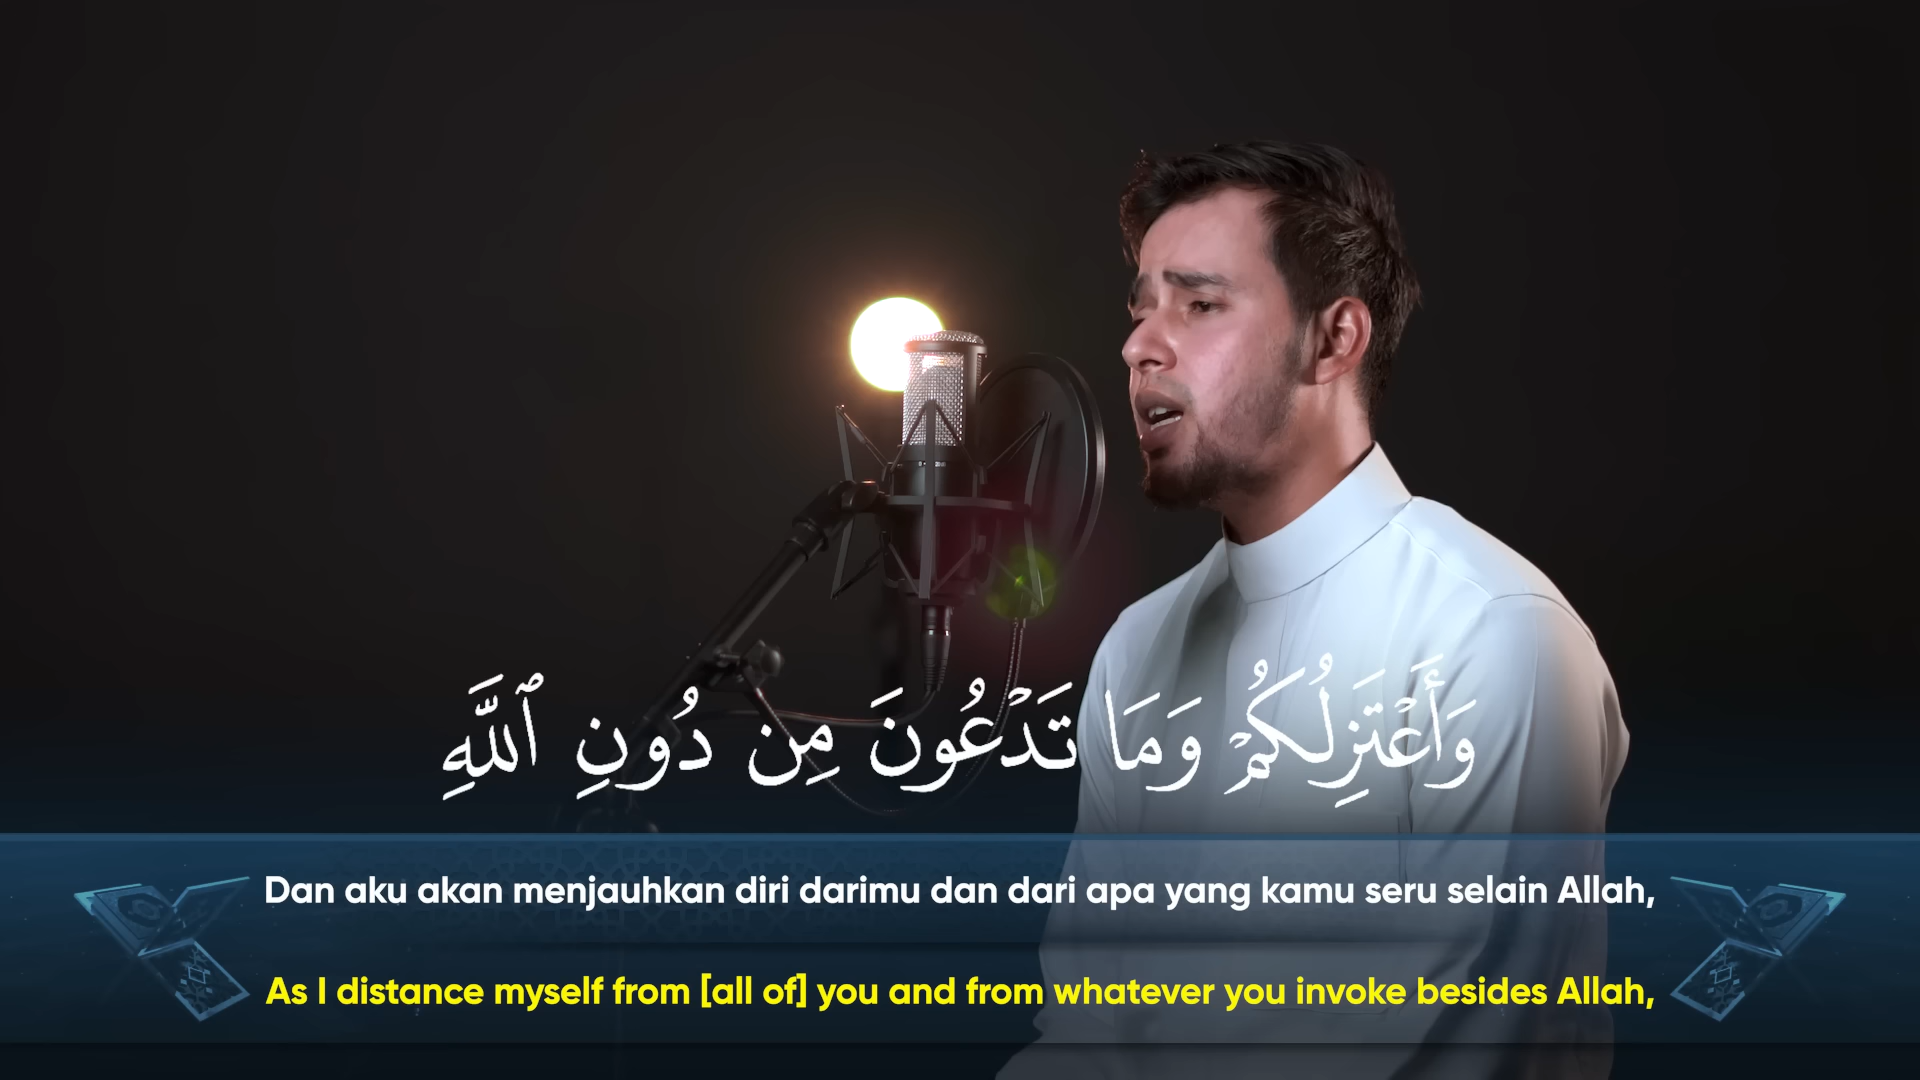 وَأَعْتَزِلُكُمْ وَمَا تَدْعُونَ مِن دُونِ ٱللَّهِ
Dan aku akan menjauhkan diri darimu dan dari apa yang kamu seru selain Allah,
As I distance myself from [all of] you and from whatever you invoke besides Allah,